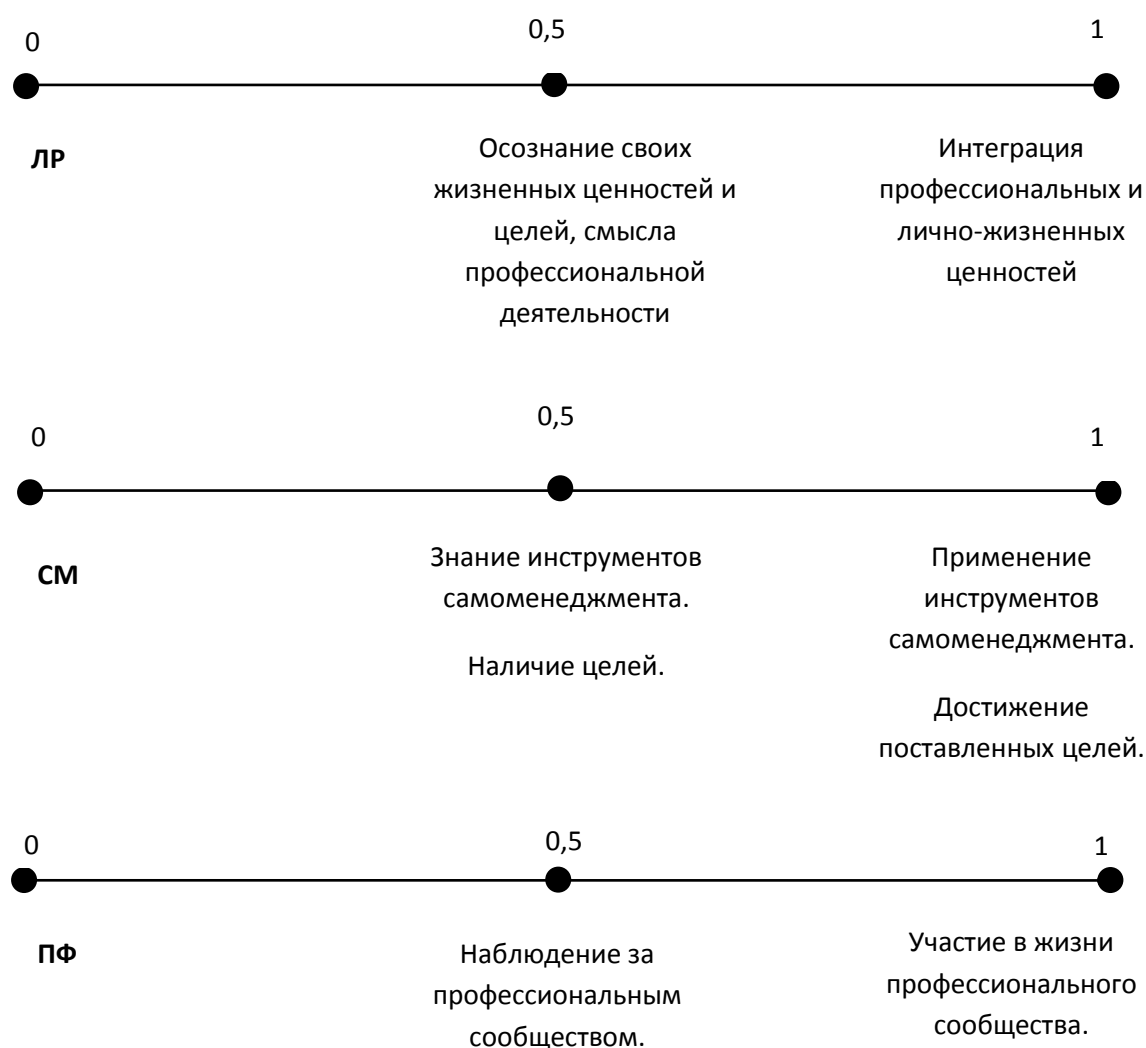 0
0,5
1
ЛР
Осознание своих
жизненных ценностей и
целей, смысла
профессиональной
деятельности
Интеграция
профессиональных и
лично-жизненных
ценностей
0
0,5
1
СМ
Знание инструментов
самоменеджмента.
Наличие целей.
Применение
инструментов
самоменеджмента.
Достижение
поставленных целей.
0
0,5
1
ПФ
Наблюдение за
профессиональным
сообществом.
Участие в жизни
профессионального
сообщества.